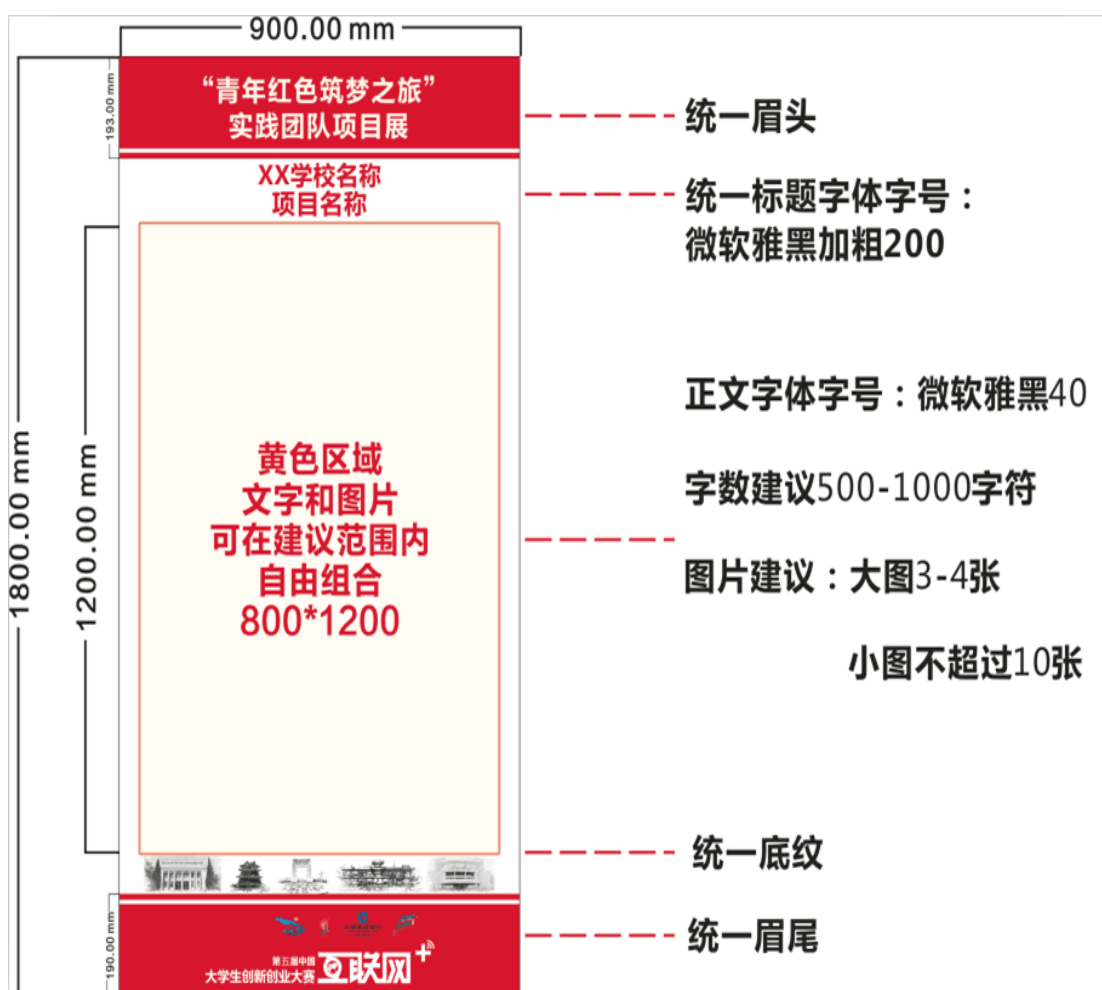 900.00 mm
193.00 mm
“青年红色筑梦之旅”
实践团队项目展
统一眉头
XX学校名称
项目名称
统一标题字体字号：
微软雅黑加粗200
1800.00 mm
1200.00 mm
黄色区域
文字和图片
可在建议范围内
自由组合
800*1200
正文字体字号：微软雅黑40
字数建议500-1000字符
图片建议：大图3-4张
小图不超过10张
统一底纹
190.00 mm
统一眉尾
第五届中国
大学生创新创业大赛
互联网+